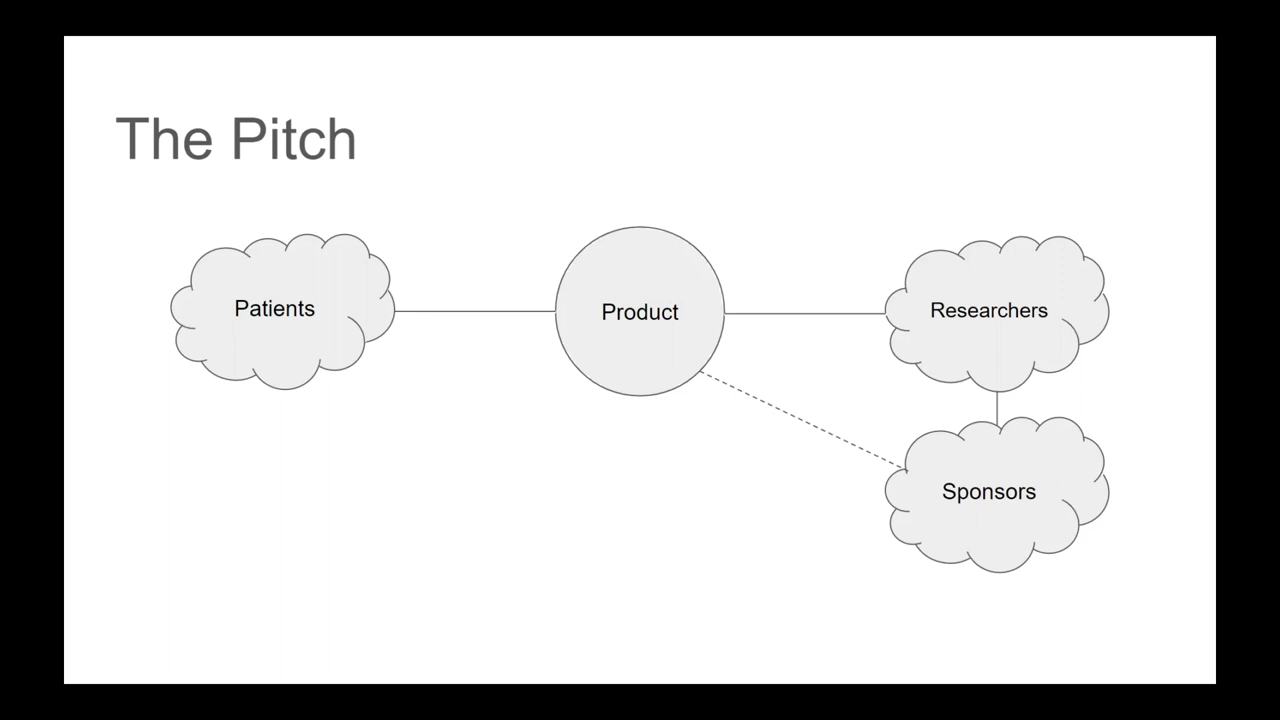 The Pitch
Patients
Product
Researchers
Sponsors